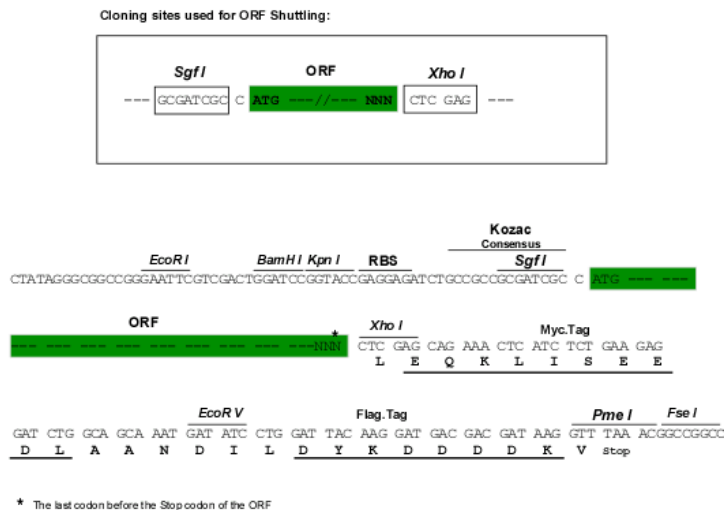 Cloning sites used for ORF Shuttling:
Sgf I ORF Xho I
--- GCGATCGC C ATG ---//--- NNN CTC GAG ---
Kozac
Consensus
EcoR I BamH I Kpn I RBS Sgf I
CTATAGGGCGGCCGGGAATTCGTCGACTGGATCCGGTACCGAGGAGATCTGCCGCCGCGATCGC C ATG --- ---
ORF * Xho I Myc.Tag
--- --- --- --- --- --- --- --- --- ---NNN CTC GAG CAG AAA CTC ATC TCT GAA GAG
L E Q K L I S E E
EcoR V Flag.Tag Pme I Fse I
GAT CTG GCA GCA AAT GAT ATC CTG GAT TAC AAG GAT GAC GAC GAT AAG GTT TAA ACGGCCGGCC
D L A A N D I L D Y K D D D D K V Stop
* The last codon before the Stop codon of the ORF